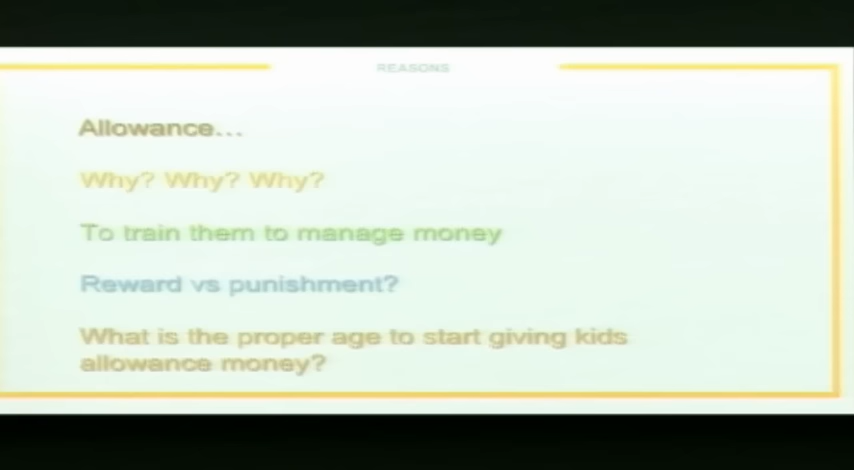 REASONS
Allowance...
Why? Why? Why?
To train them to manage money
Reward vs punishment?
What is the proper age to start giving kids
allowance money?